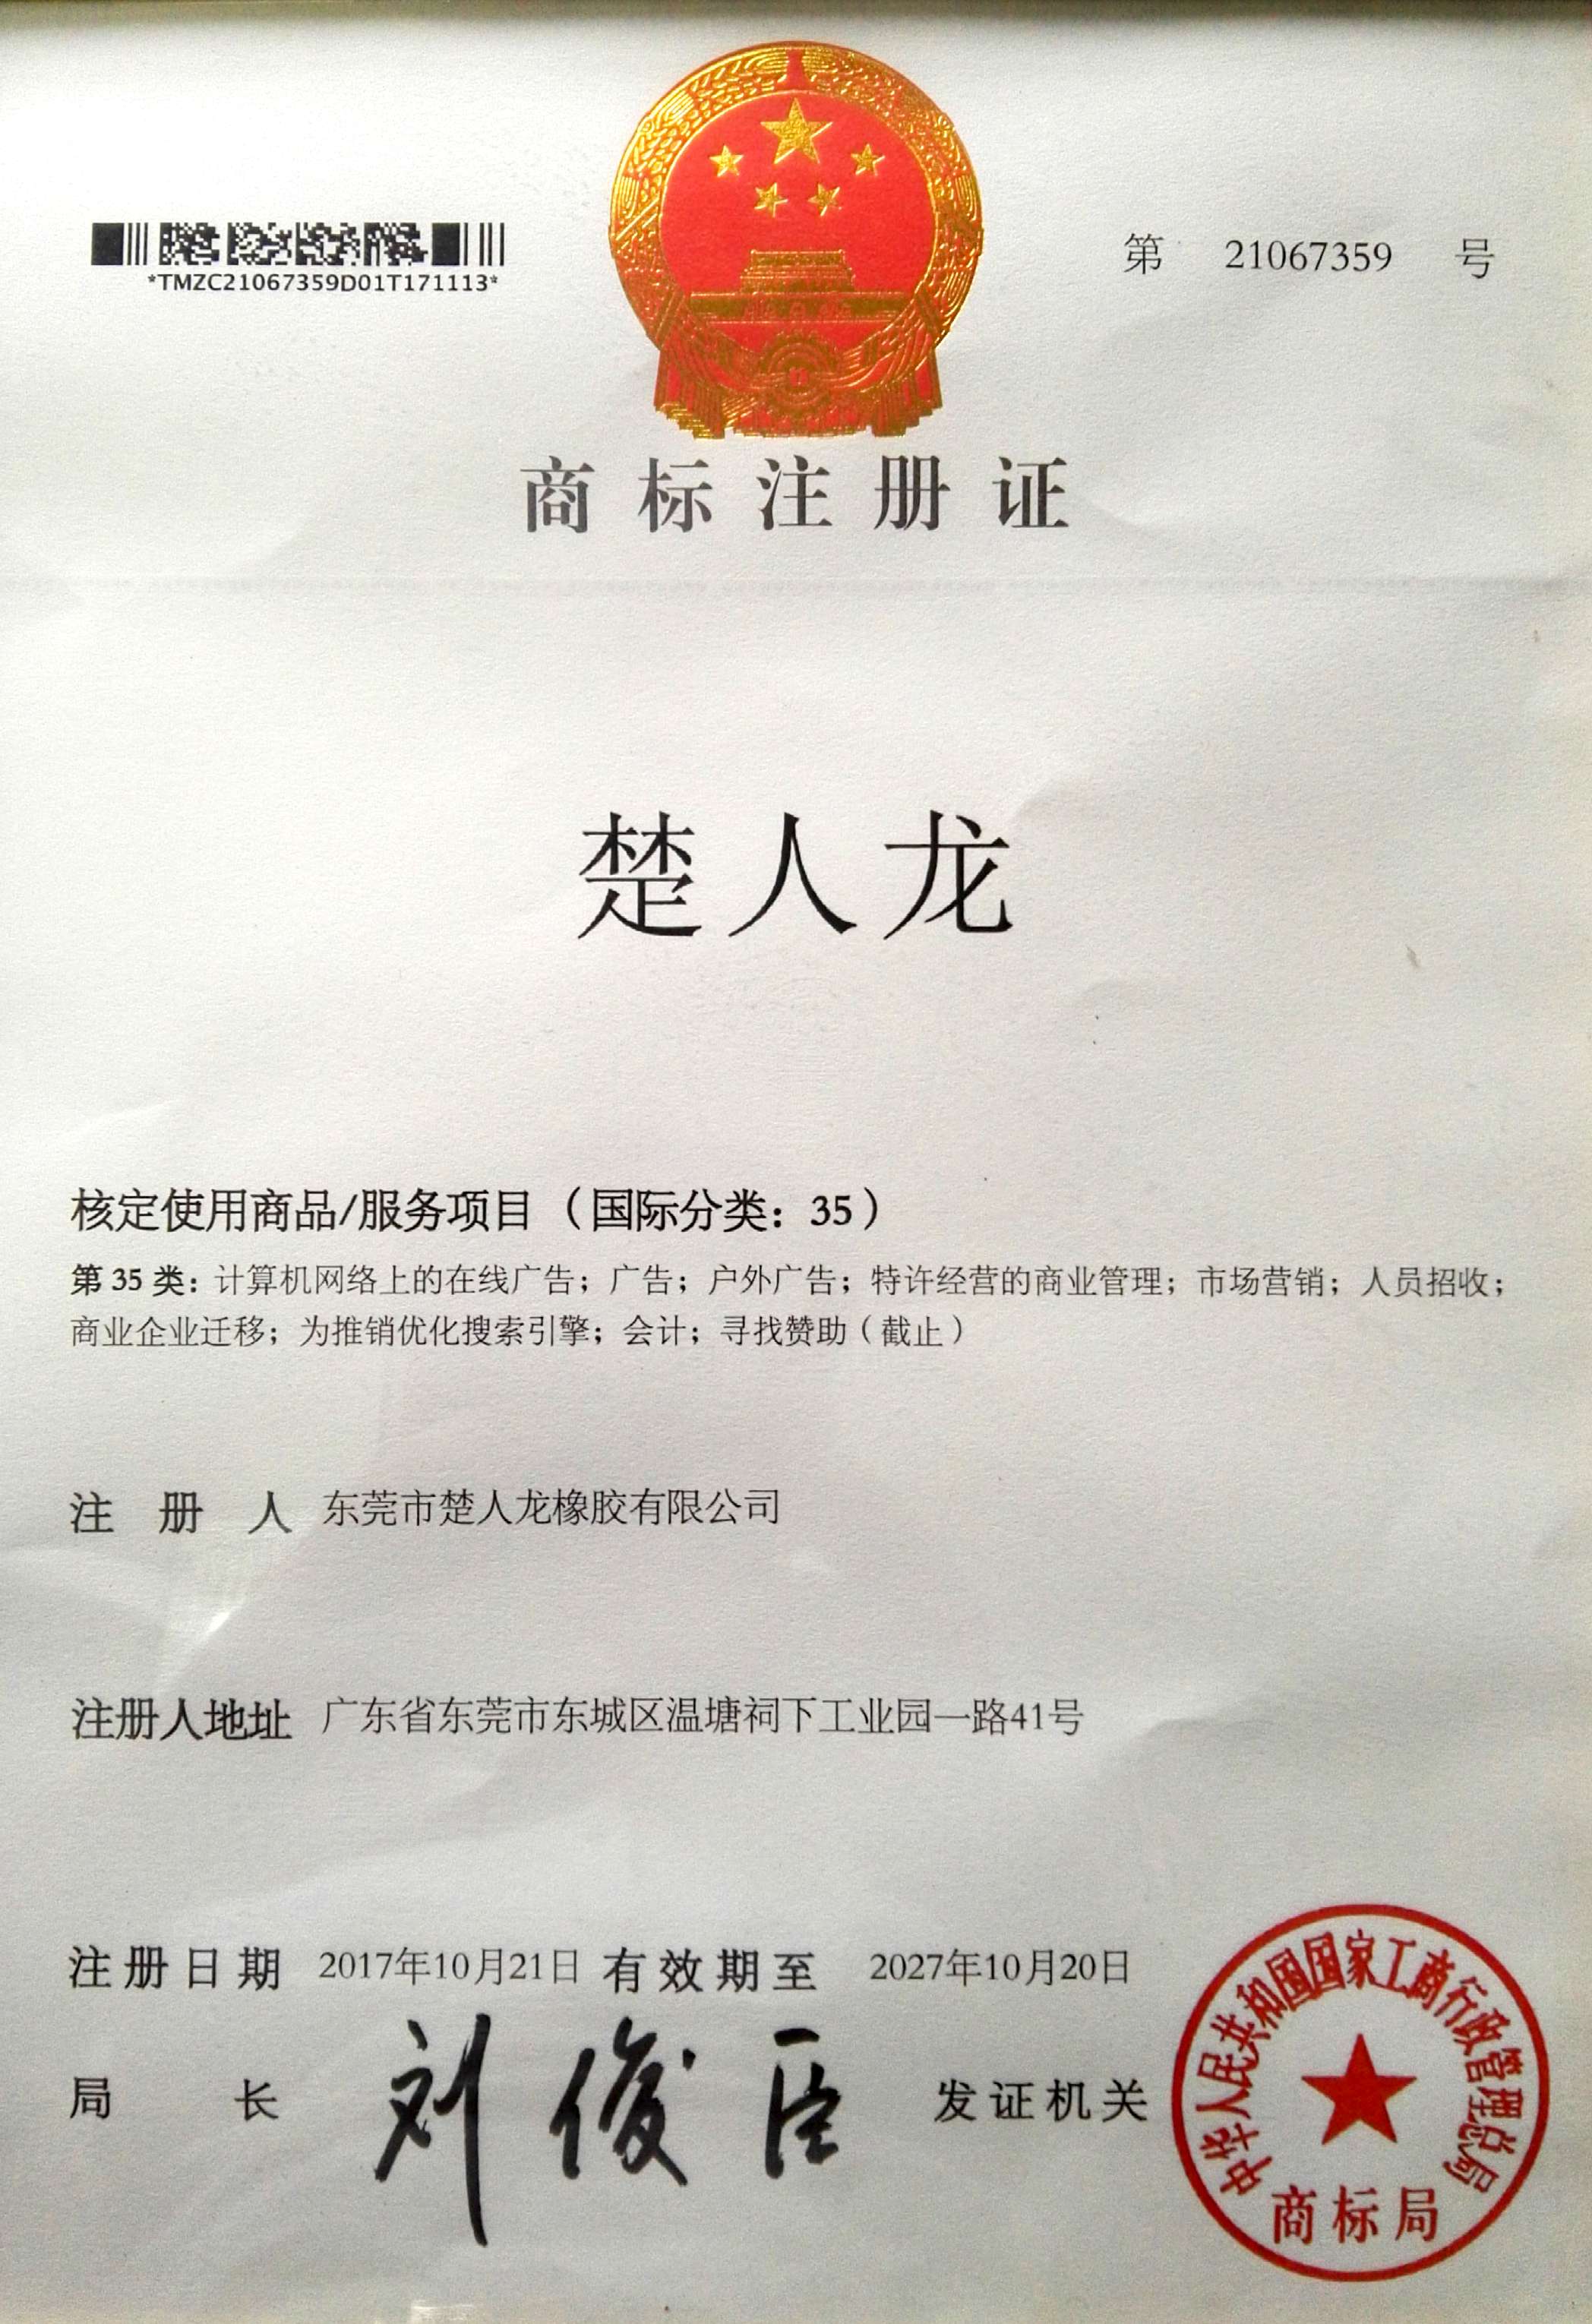 *TMZC21067359D01T171113*
第 21067359 号
商标注册证
楚人龙
核定使用商品/服务项目（国际分类：35）
第 35 类：计算机网络上的在线广告；广告；户外广告；特许经营的商业管理；市场营销；人员招收；
商业企业迁移；为推销优化搜索引擎；会计；寻找赞助（截止）
注册人 东莞市楚人龙橡胶有限公司
注册人地址 广东省东莞市东城区温塘祠下工业园一路41号
注册日期 2017年10月21日 有效期至 2027年10月20日
局长 刘俊臣 发证机关
中华人民共和国国家工商行政管理总局
商标局